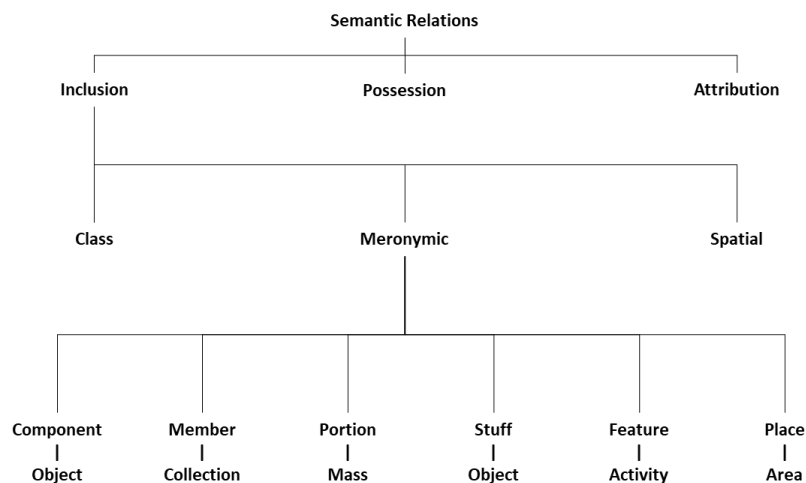 Semantic Relations
Inclusion Possession Attribution
Class Meronymic Spatial
Component Member Portion Stuff Feature Place
Object Collection Mass Object Activity Area